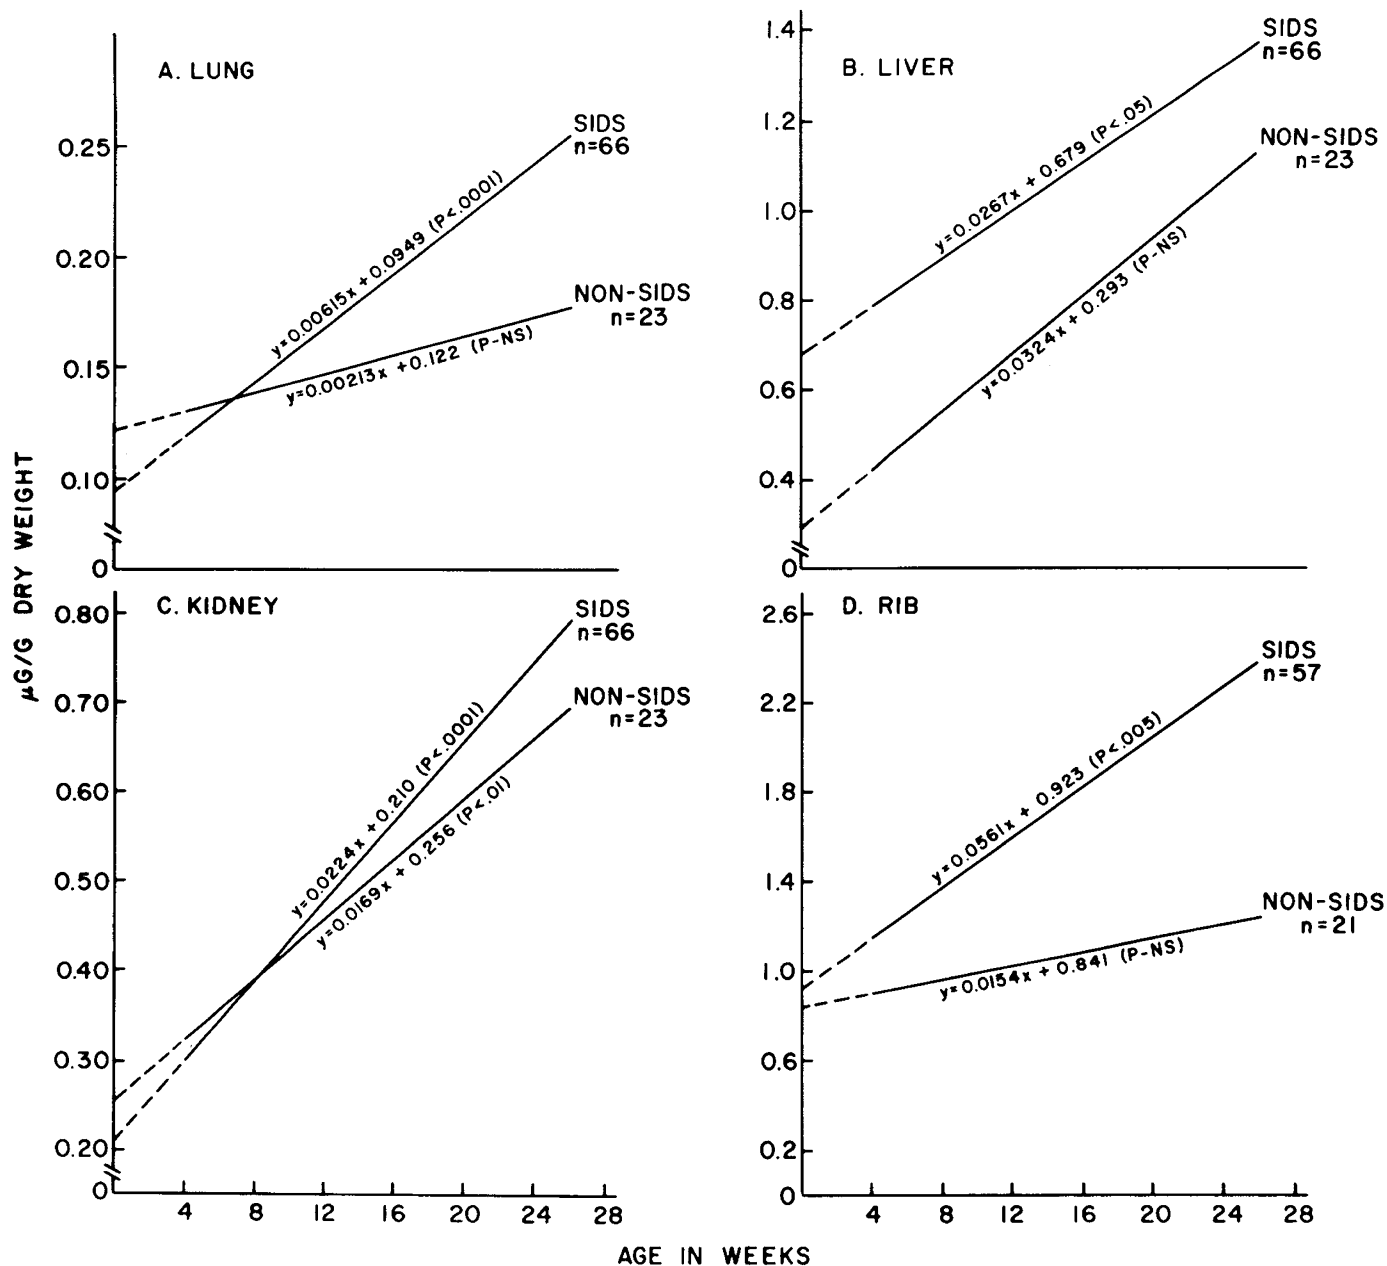 μG/G DRY WEIGHT
A. LUNG
0.25
0.20
0.15
0.10
0
SIDS
n=66
y=0.00615x + 0.0949 (P<.0001)
NON-SIDS
n=23
y=0.00213x + 0.122 (P-NS)
B. LIVER
1.4
1.2
1.0
0.8
0.6
0.4
0
SIDS
n=66
y=0.0267x + 0.679 (P<.05)
NON-SIDS
n=23
y=0.0324x + 0.293 (P-NS)
C. KIDNEY
0.80
0.70
0.60
0.50
0.40
0.30
0.20
0
SIDS
n=66
y=0.0224x + 0.210 (P<.0001)
NON-SIDS
n=23
y=0.0169x + 0.256 (P<.01)
4 8 12 16 20 24 28
D. RIB
2.6
2.2
1.8
1.4
1.0
0.6
0.2
0
SIDS
n=57
y=0.0561x + 0.923 (P<.005)
NON-SIDS
n=21
y=0.0154x + 0.841 (P-NS)
4 8 12 16 20 24 28
AGE IN WEEKS